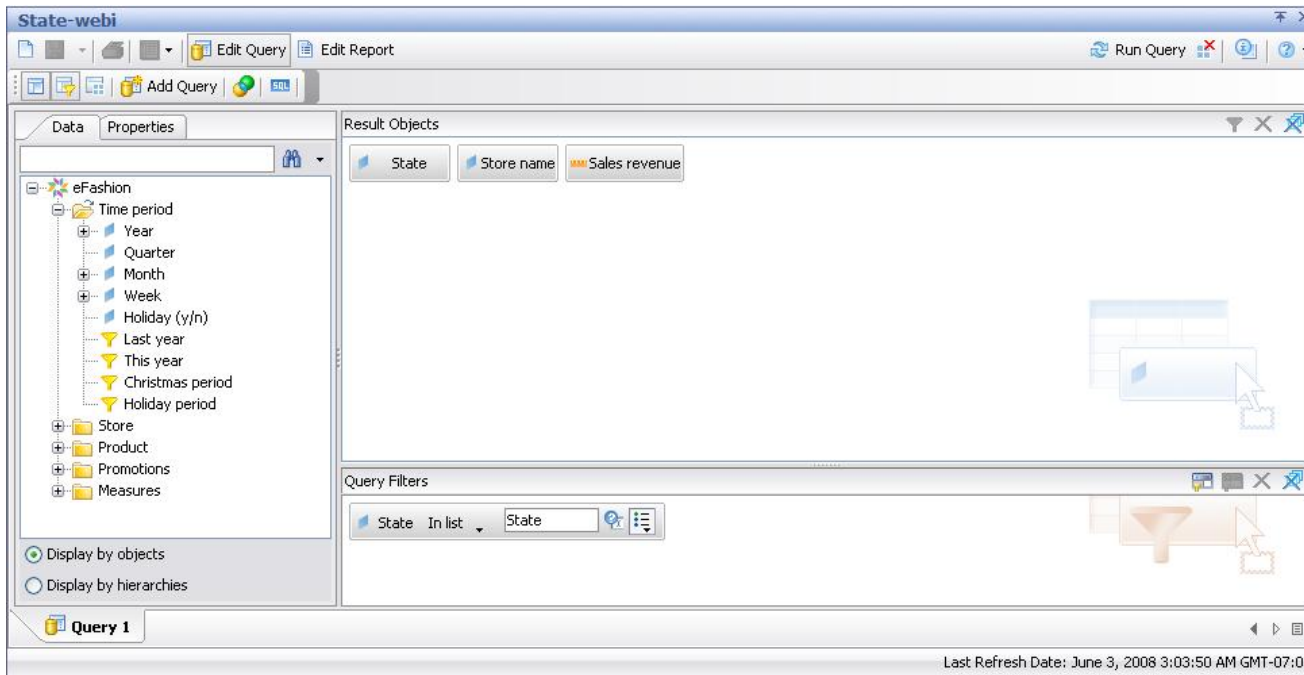 State-webi
Edit Query Edit Report Run Query
Add Query SQL
Data Properties
eFashion
Time period
Year
Quarter
Month
Week
Holiday (y/n)
Last year
This year
Christmas period
Holiday period
Store
Product
Promotions
Measures
Display by objects
Display by hierarchies
Result Objects
State Store name Sales revenue
Query Filters
State In list State
Query 1
Last Refresh Date: June 3, 2008 3:03:50 AM GMT-07:0